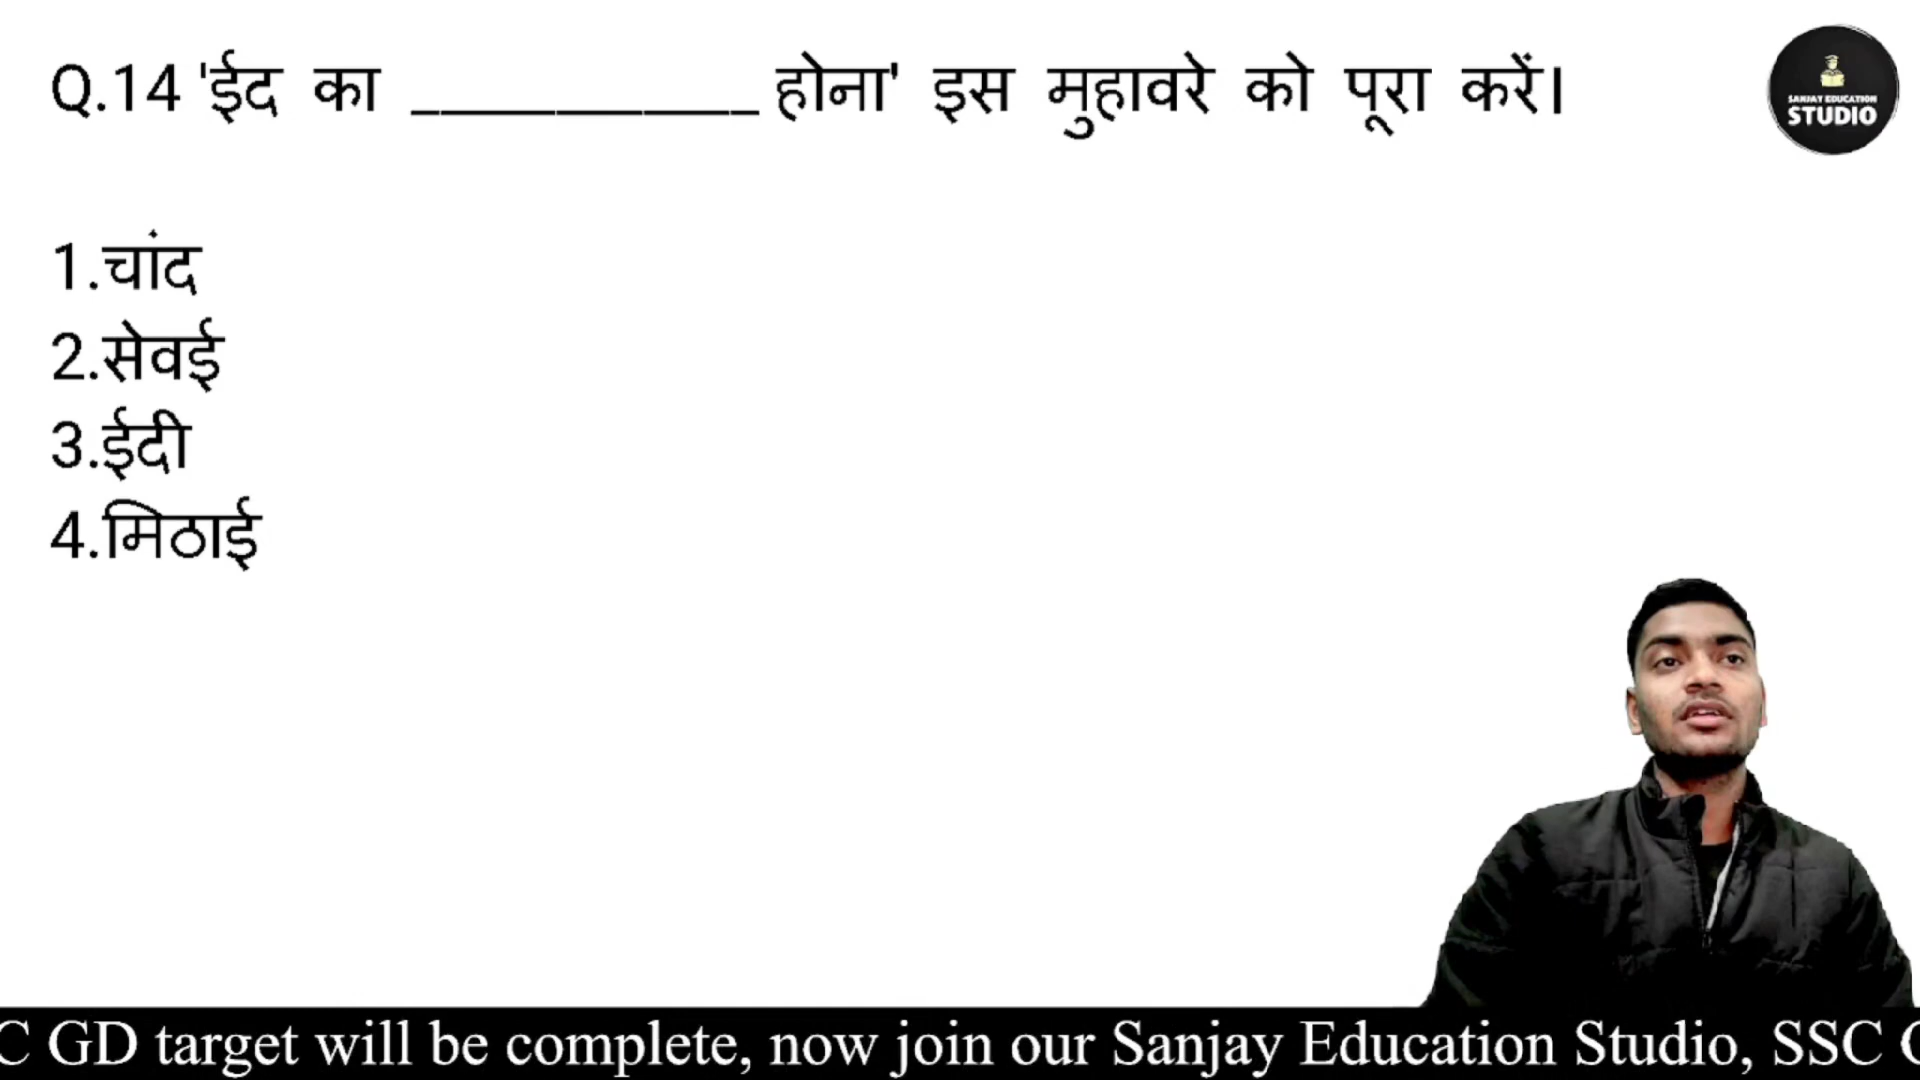 Q.14 'ईद का ____________ होना' इस मुहावरे को पूरा करें।
SANJAY EDUCATION
STUDIO
1.चांद
2.सेवई
3.ईदी
4.मिठाई
C GD target will be complete, now join our Sanjay Education Studio, SSC